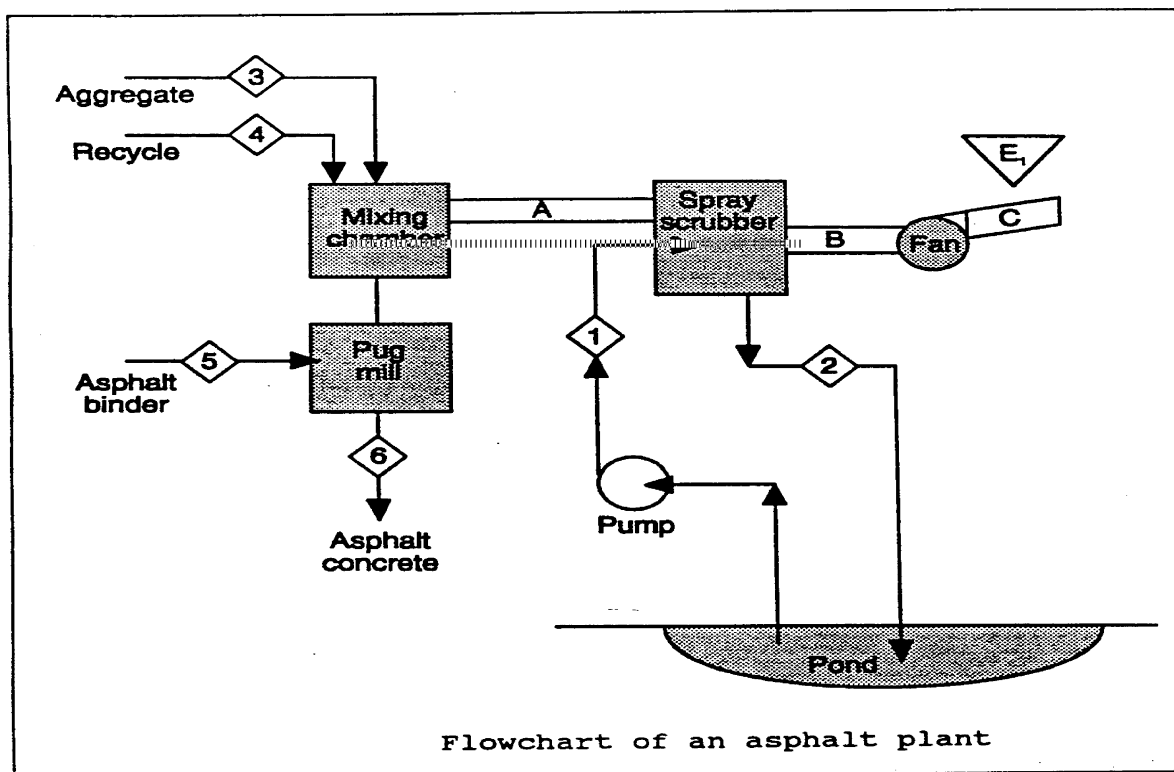 3
Aggregate
4
Recycle
Mixing
chamber
A
Spray
scrubber
B
Fan
C
E₁
1
2
5
Asphalt
binder
Pug
mill
6
Asphalt
concrete
Pump
Pond
Flowchart of an asphalt plant